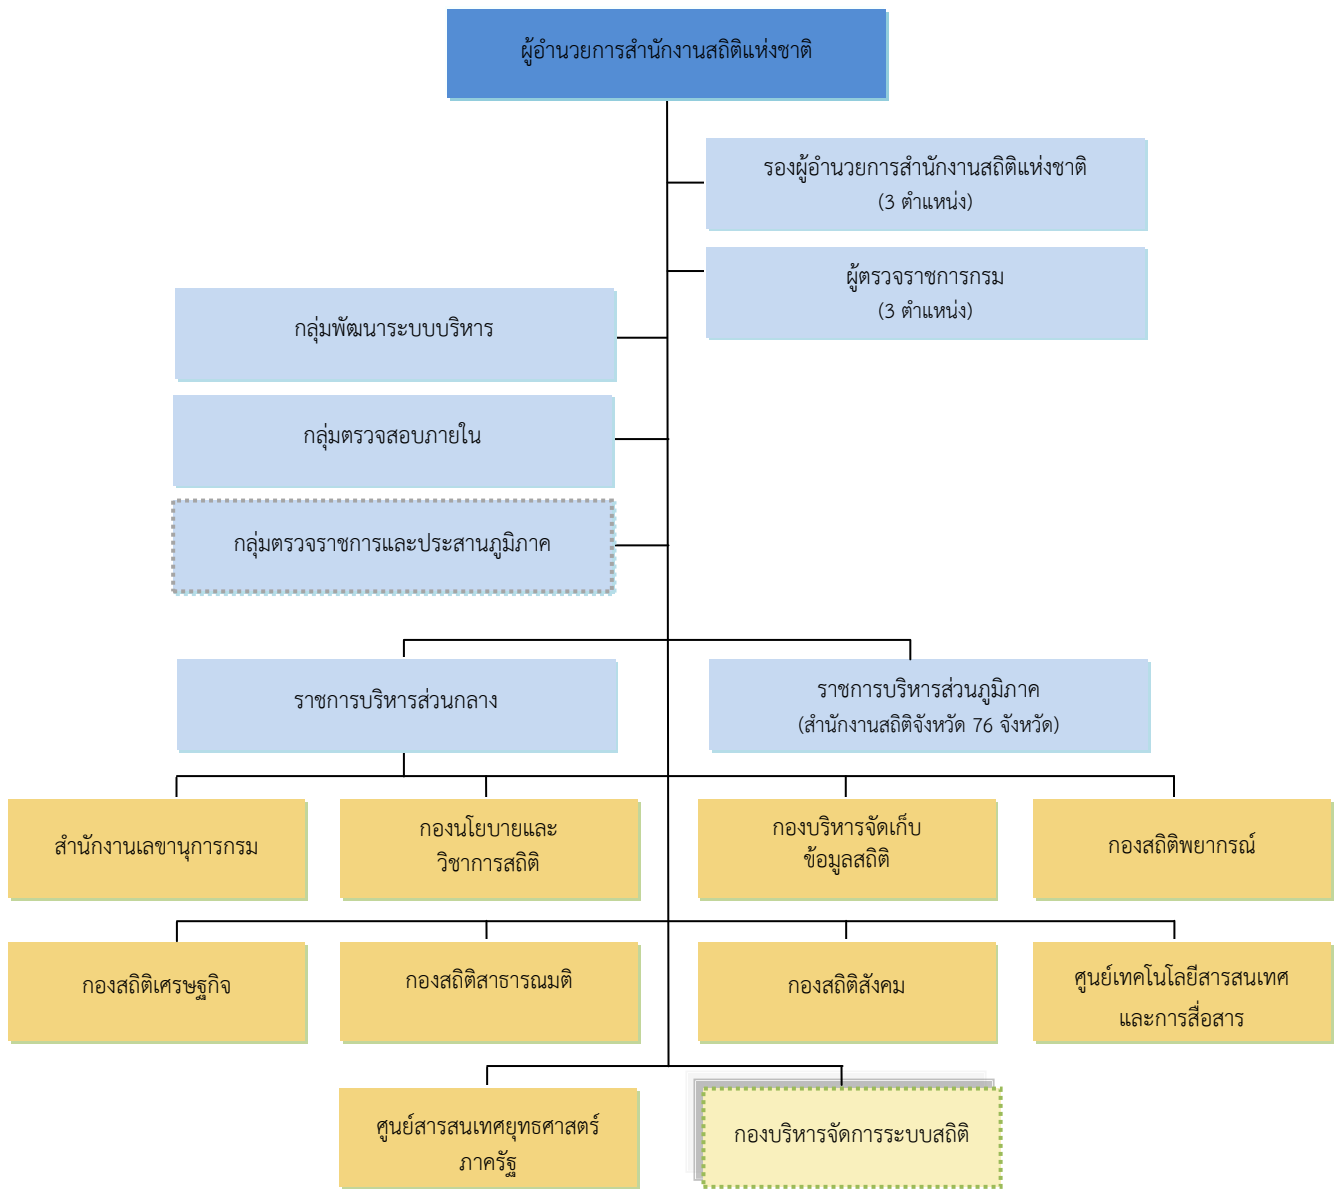 ผู้อำนวยการสำนักงานสถิติแห่งชาติ
รองผู้อำนวยการสำนักงานสถิติแห่งชาติ
(3 ตำแหน่ง)
ผู้ตรวจราชการกรม
(3 ตำแหน่ง)
กลุ่มพัฒนาระบบบริหาร
กลุ่มตรวจสอบภายใน
กลุ่มตรวจราชการและประสานภูมิภาค
ราชการบริหารส่วนกลาง
ราชการบริหารส่วนภูมิภาค
(สำนักงานสถิติจังหวัด 76 จังหวัด)
สำนักงานเลขานุการกรม
กองนโยบายและ
วิชาการสถิติ
กองบริหารจัดเก็บ
ข้อมูลสถิติ
กองสถิติพยากรณ์
กองสถิติเศรษฐกิจ
กองสถิติสาธารณมติ
กองสถิติสังคม
ศูนย์เทคโนโลยีสารสนเทศ
และการสื่อสาร
ศูนย์สารสนเทศยุทธศาสตร์
ภาครัฐ
กองบริหารจัดการระบบสถิติ